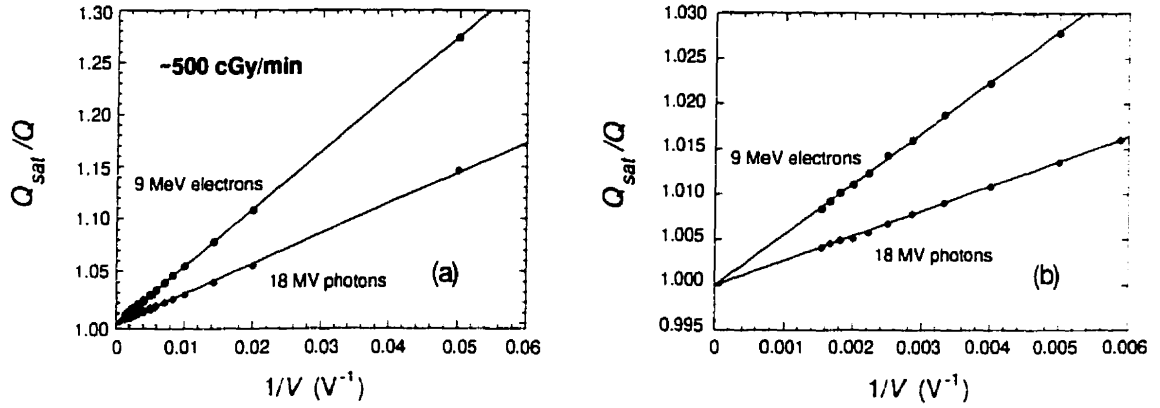 Q_sat/Q
1.30
1.25
1.20
1.15
1.10
1.05
1.00
~500 cGy/min
9 MeV electrons
18 MV photons
(a)
0 0.01 0.02 0.03 0.04 0.05 0.06
1/V (V⁻¹)
Q_sat/Q
1.030
1.025
1.020
1.015
1.010
1.005
1.000
0.995
9 MeV electrons
18 MV photons
(b)
0 0.001 0.002 0.003 0.004 0.005 0.006
1/V (V⁻¹)